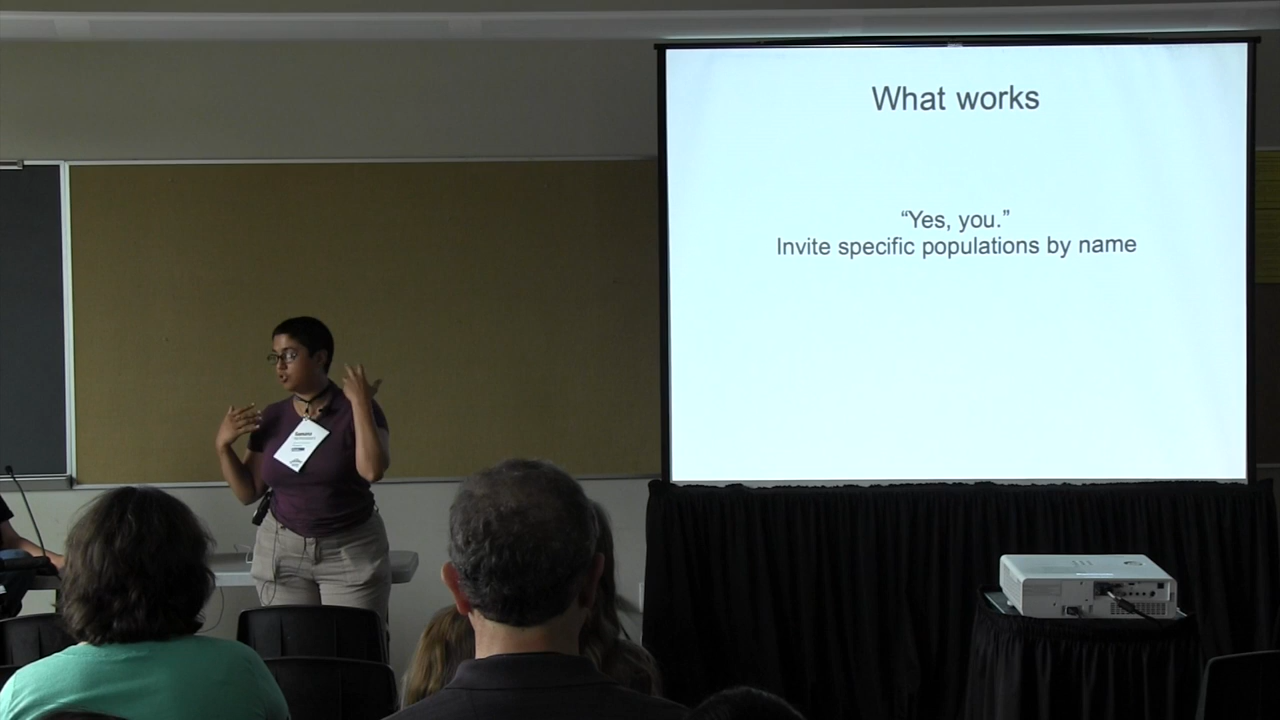 What works
“Yes, you.”
Invite specific populations by name